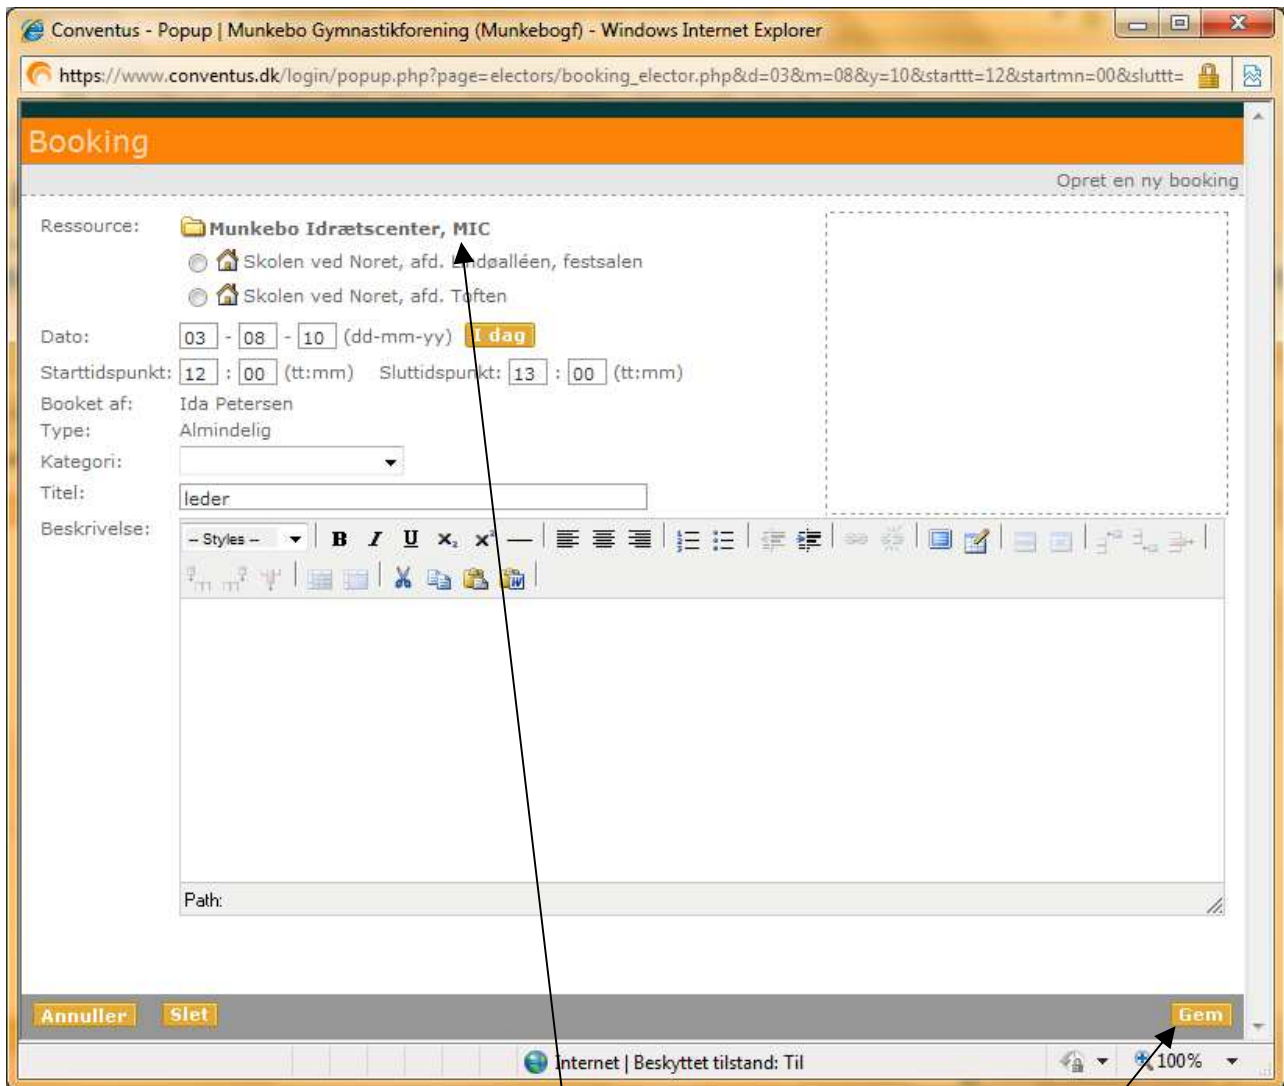 Conventus - Popup | Munkebo Gymnastikforening (Munkebogf) - Windows Internet Explorer
https://www.conventus.dk/login/popup.php?page=electors/booking_elector.php&d=03&m=08&y=10&starttt=12&startmn=00&sluttt=
Booking
Opret en ny booking
Ressource: Munkebo Idrætscenter, MIC
Skolen ved Noret, afd. Lindøalléen, festsalen
Skolen ved Noret, afd. Toften
Dato: 03 - 08 - 10 (dd-mm-yy) I dag
Starttidspunkt: 12 : 00 (tt:mm) Sluttidspunkt: 13 : 00 (tt:mm)
Booket af: Ida Petersen
Type: Almindelig
Kategori:
Titel: leder
Beskrivelse: -- Styles -- B I U x₂ x²
Path:
Annuller Slet Gem
Internet | Beskyttet tilstand: Til 100%